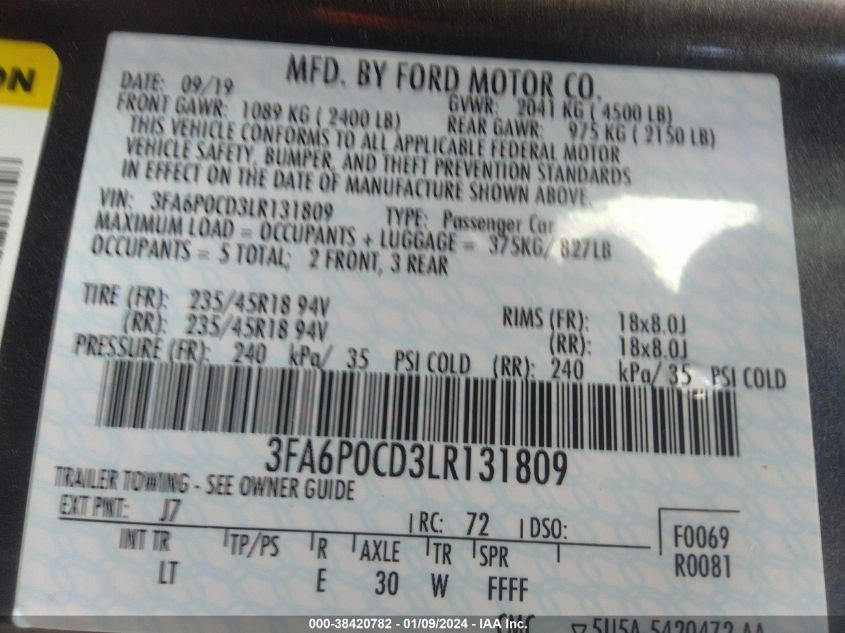 ON
MFD. BY FORD MOTOR CO.
DATE: 09/19
GVWR: 2041 KG ( 4500 LB)
FRONT GAWR: 1089 KG ( 2400 LB)
REAR GAWR: 975 KG ( 2150 LB)
THIS VEHICLE CONFORMS TO ALL APPLICABLE FEDERAL MOTOR
VEHICLE SAFETY, BUMPER, AND THEFT PREVENTION STANDARDS
IN EFFECT ON THE DATE OF MANUFACTURE SHOWN ABOVE.
VIN: 3FA6P0CD3LR131809 TYPE: Passenger Car
MAXIMUM LOAD = OCCUPANTS + LUGGAGE = 375KG/ 827LB
OCCUPANTS = 5 TOTAL; 2 FRONT, 3 REAR
TIRE (FR): 235/45R18 94V RIMS (FR): 18x8.0J
(RR): 235/45R18 94V (RR): 18x8.0J
PRESSURE (FR): 240 kPa/ 35 PSI COLD (RR): 240 kPa/ 35 PSI COLD
3FA6P0CD3LR131809
TRAILER TOWING - SEE OWNER GUIDE
EXT PNT: J7 RC: 72 DSO: F0069
R0081
INT TR TP/PS R AXLE TR SPR
LT E 30 W FFFF
000-38420782 - 01/09/2024 - IAA Inc.